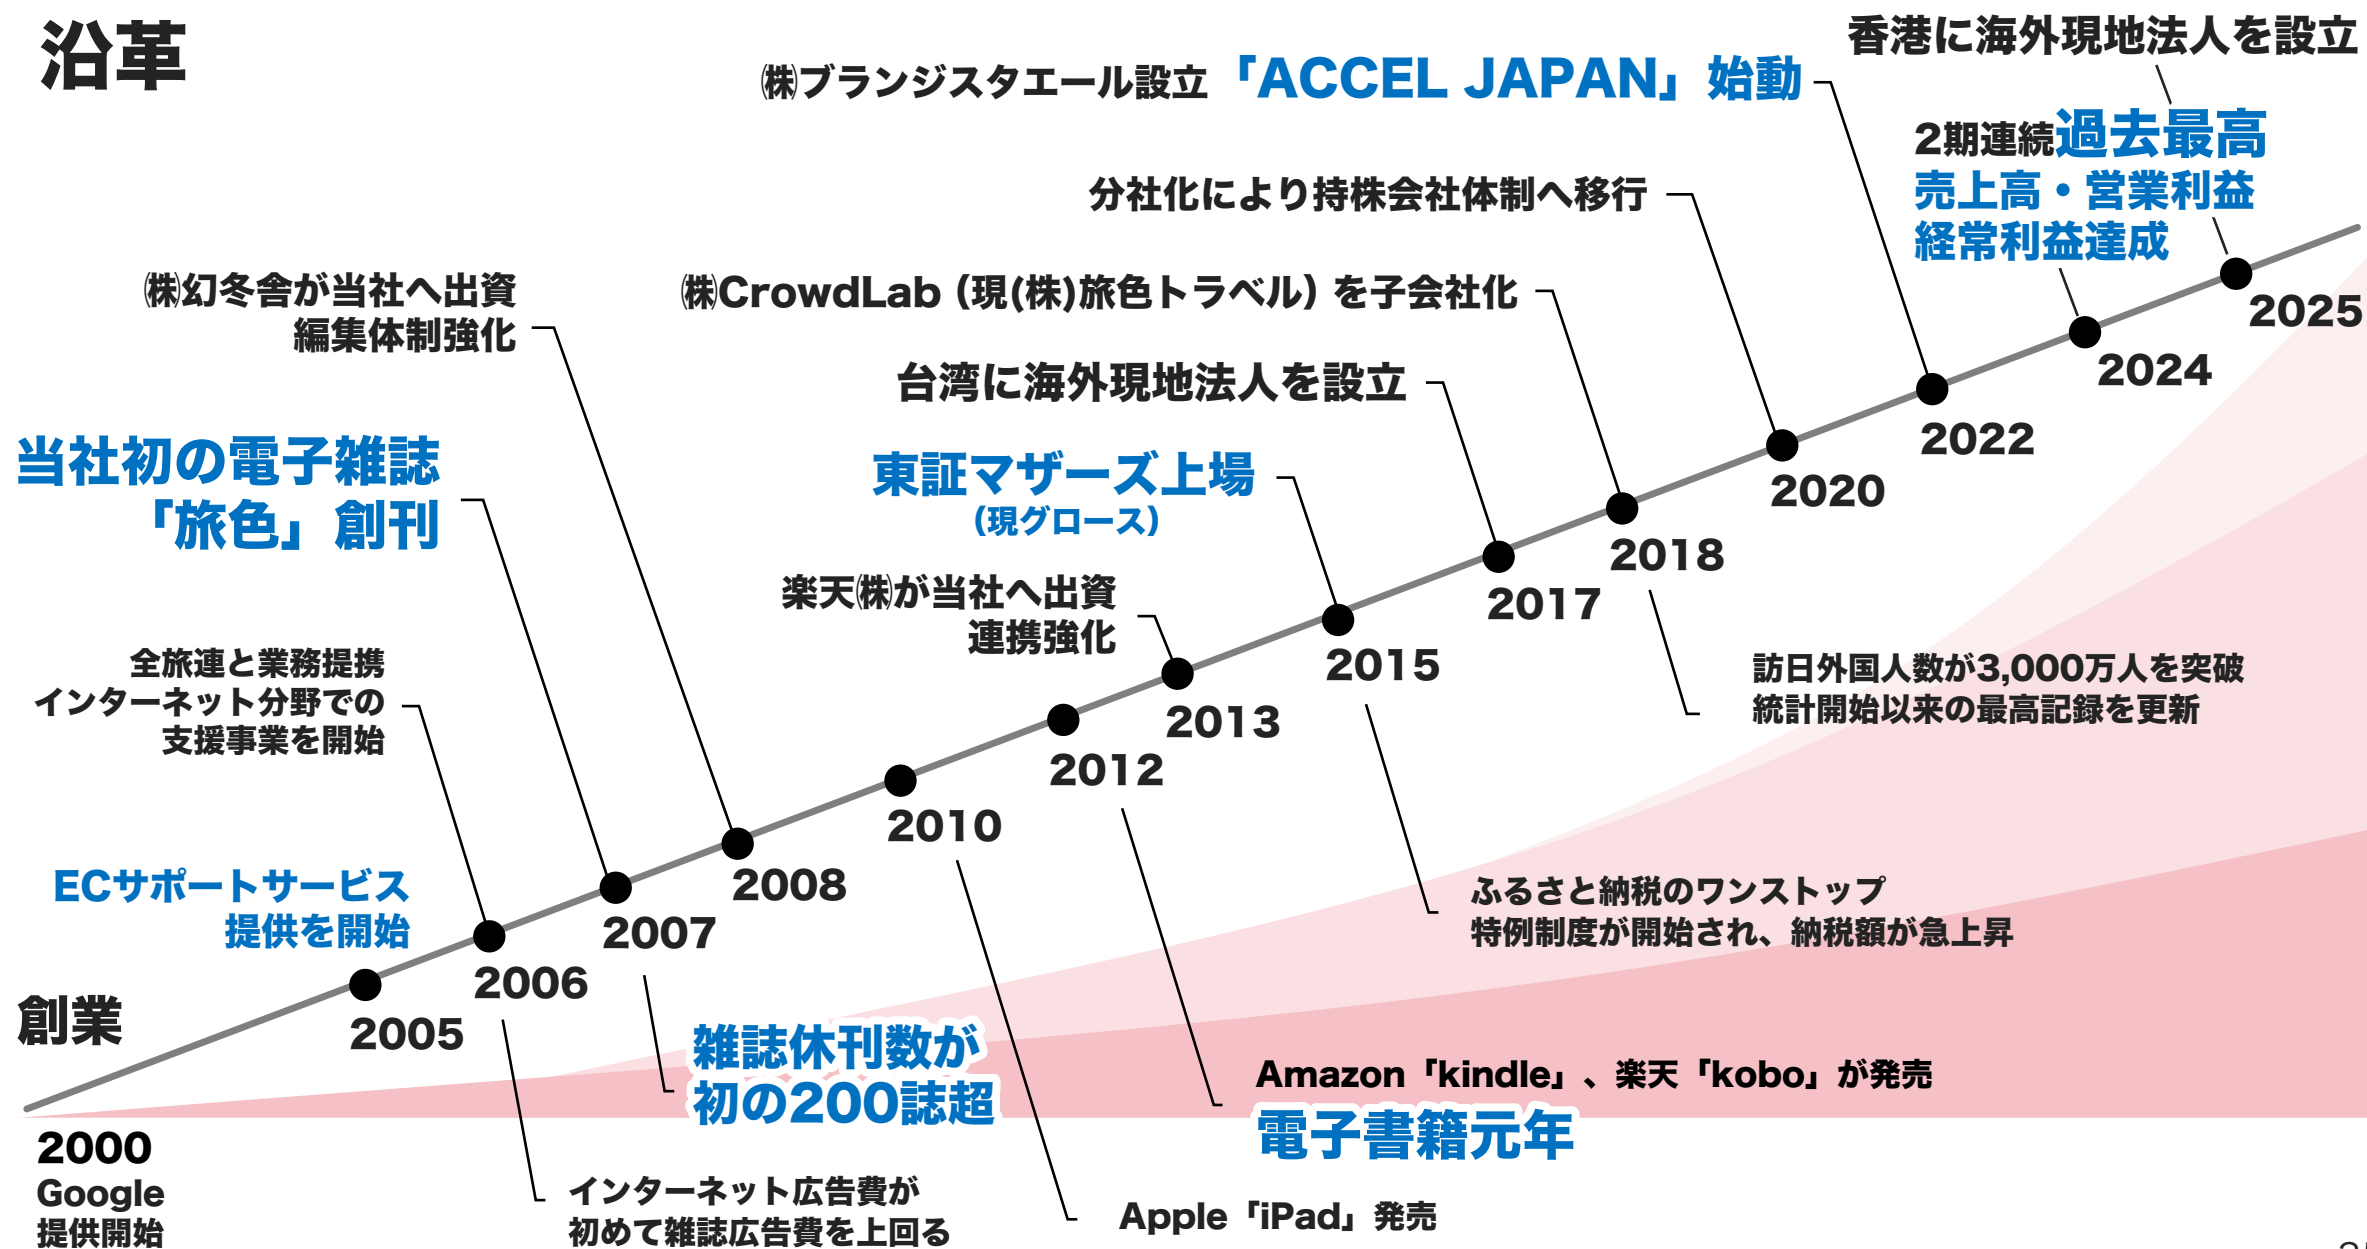 沿革
香港に海外現地法人を設立
㈱ブランジスタエール設立「ACCEL JAPAN」始動
2期連続過去最高
売上高・営業利益
経常利益達成
分社化により持株会社体制へ移行
㈱幻冬舎が当社へ出資
編集体制強化
㈱CrowdLab（現(株)旅色トラベル）を子会社化
台湾に海外現地法人を設立
当社初の電子雑誌
「旅色」創刊
東証マザーズ上場
（現グロース）
楽天㈱が当社へ出資
連携強化
全旅連と業務提携
インターネット分野での
支援事業を開始
ECサポートサービス
提供を開始
創業
2025
2024
2022
2020
2018
2017
2015
2013
2012
2010
2008
2007
2006
2005
訪日外国人数が3,000万人を突破
統計開始以来の最高記録を更新
ふるさと納税のワンストップ
特例制度が開始され、納税額が急上昇
雑誌休刊数が
初の200誌超
Amazon「kindle」、楽天「kobo」が発売
電子書籍元年
2000
Google
提供開始
インターネット広告費が
初めて雑誌広告費を上回る
Apple「iPad」発売